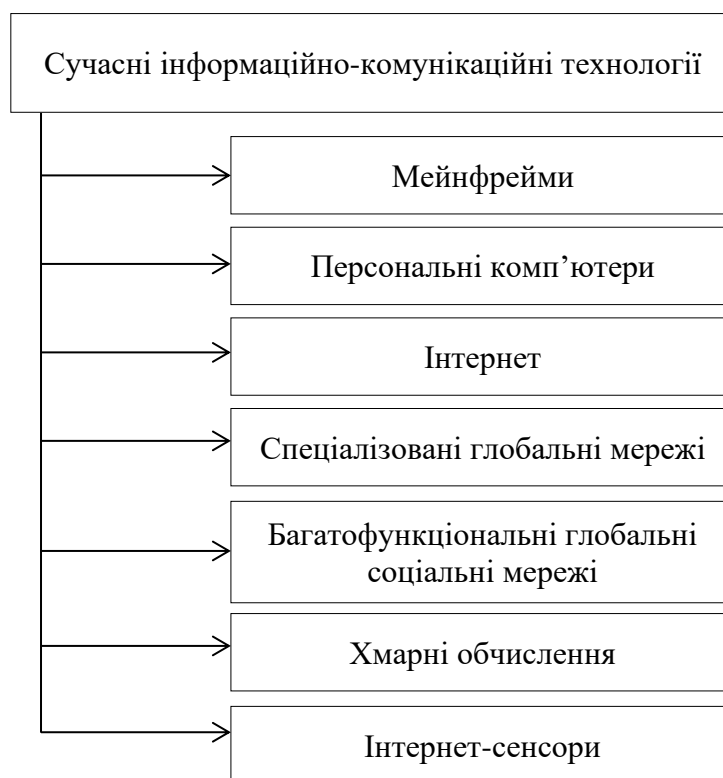 Сучасні інформаційно-комунікаційні технології
Мейнфрейми
Персональні комп’ютери
Інтернет
Спеціалізовані глобальні мережі
Багатофункціональні глобальні
соціальні мережі
Хмарні обчислення
Інтернет-сенсори